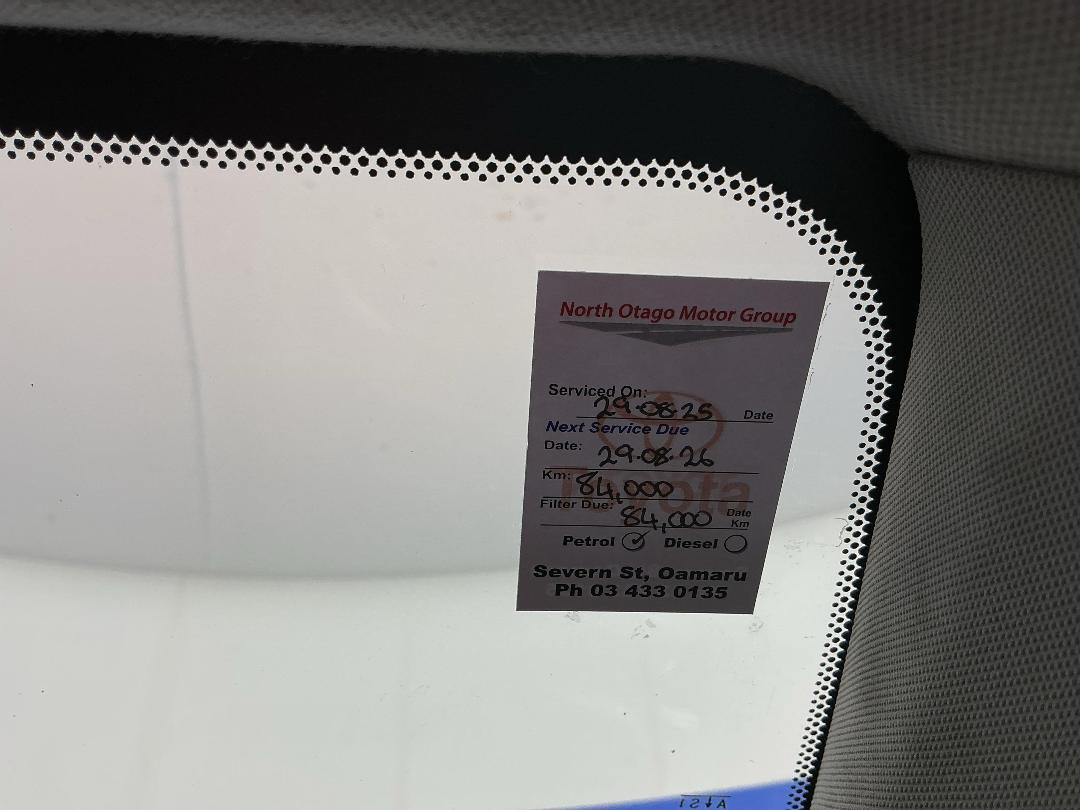 North Otago Motor Group
Serviced On:
29·08·25 Date
Next Service Due
Date: 29·08·26
Km: 84,000
Toyota
Filter Due: 84,000 Date Km
Petrol Diesel
Severn St, Oamaru
Ph 03 433 0135